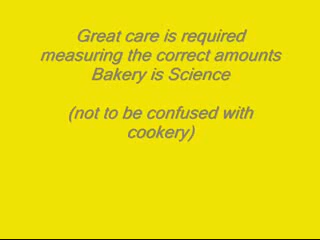 Great care is required
measuring the correct amounts
Bakery is Science
(not to be confused with
cookery)